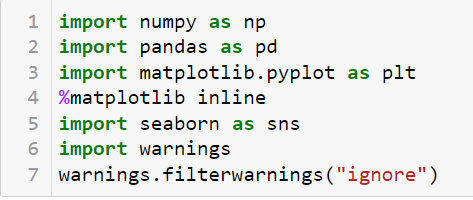 1 import numpy as np
2 import pandas as pd
3 import matplotlib.pyplot as plt
4 %matplotlib inline
5 import seaborn as sns
6 import warnings
7 warnings.filterwarnings("ignore")